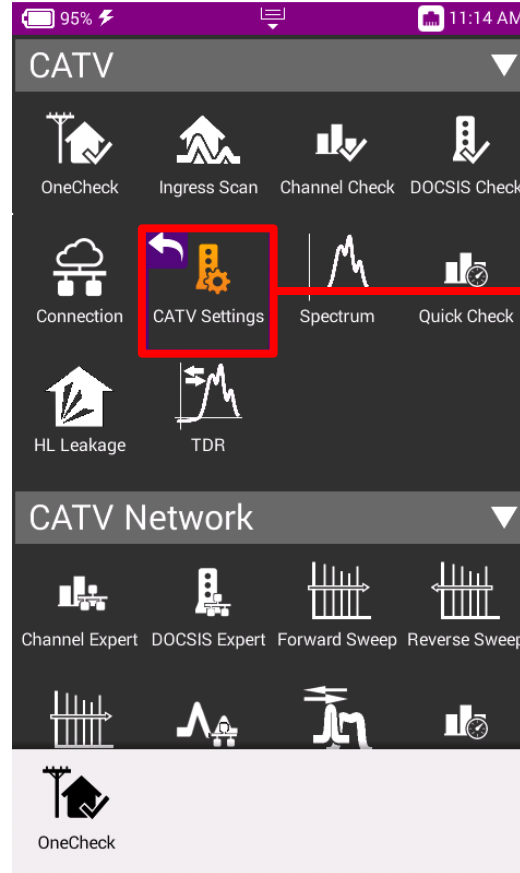 95% 11:14 AM
CATV
OneCheck Ingress Scan Channel Check DOCSIS Check
Connection CATV Settings Spectrum Quick Check
HL Leakage TDR
CATV Network
Channel Expert DOCSIS Expert Forward Sweep Reverse Sweep
OneCheck